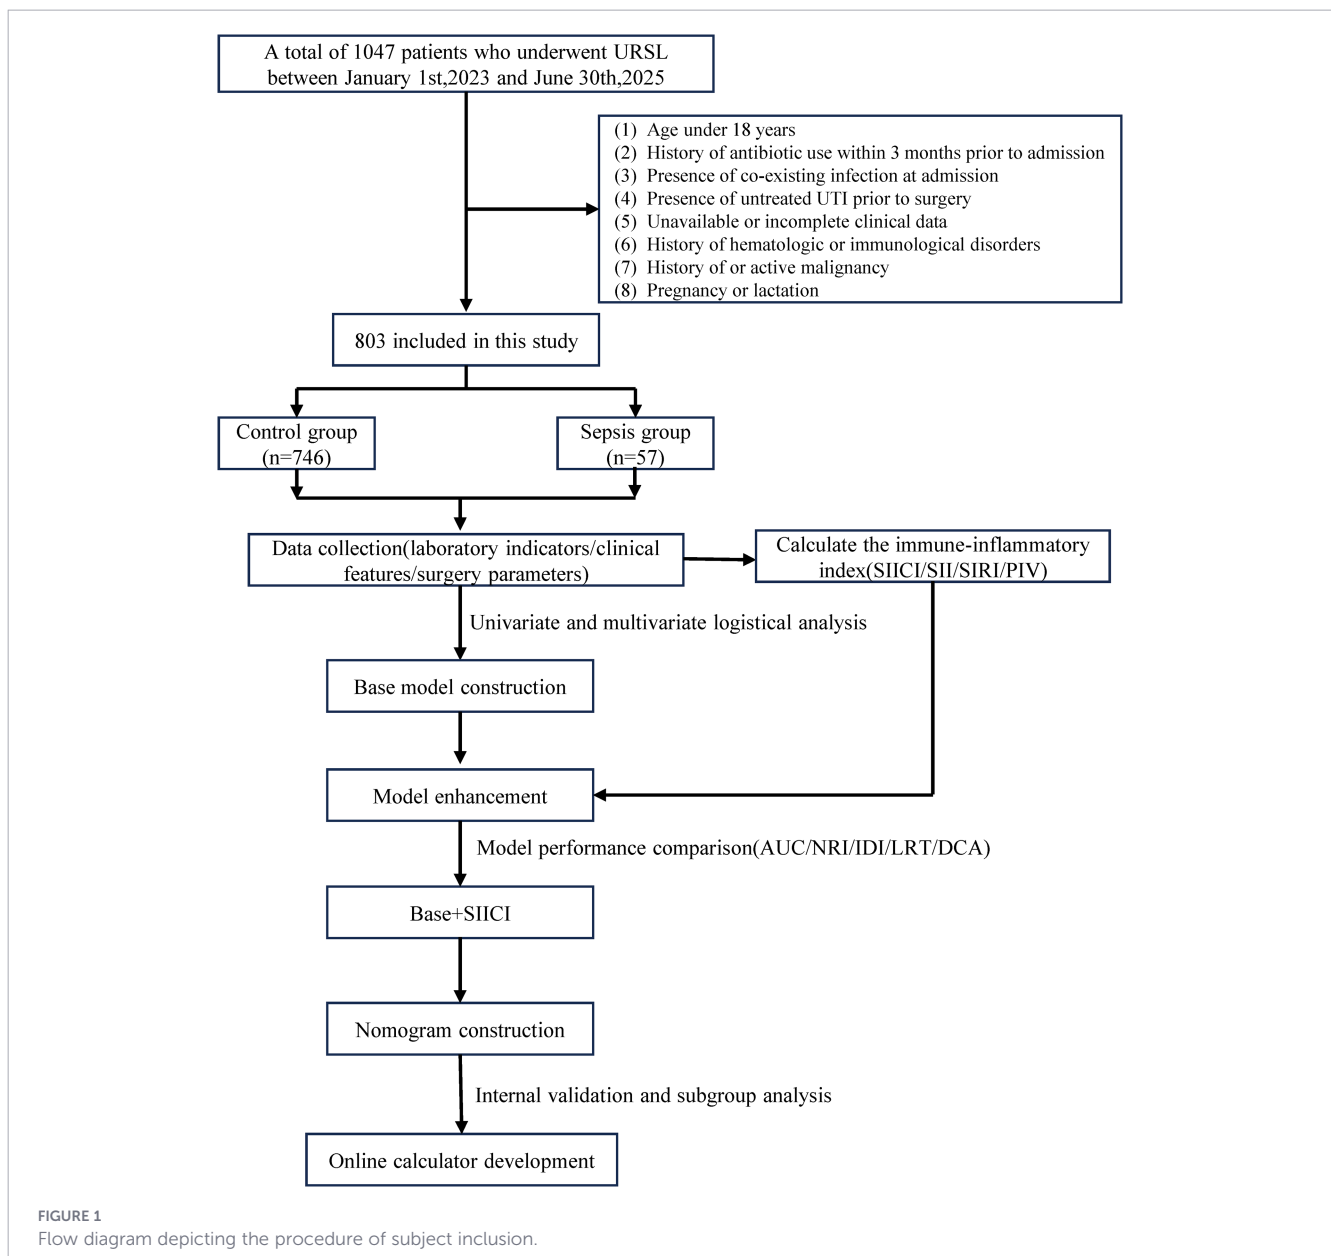 A total of 1047 patients who underwent URSL
between January 1st,2023 and June 30th,2025
(1) Age under 18 years
(2) History of antibiotic use within 3 months prior to admission
(3) Presence of co-existing infection at admission
(4) Presence of untreated UTI prior to surgery
(5) Unavailable or incomplete clinical data
(6) History of hematologic or immunological disorders
(7) History of or active malignancy
(8) Pregnancy or lactation
803 included in this study
Control group
(n=746)
Sepsis group
(n=57)
Data collection(laboratory indicators/clinical
features/surgery parameters)
Calculate the immune-inflammatory
index(SIICI/SII/SIRI/PIV)
Univariate and multivariate logistical analysis
Base model construction
Model enhancement
Model performance comparison(AUC/NRI/IDI/LRT/DCA)
Base+SIICI
Nomogram construction
Internal validation and subgroup analysis
Online calculator development
FIGURE 1
Flow diagram depicting the procedure of subject inclusion.